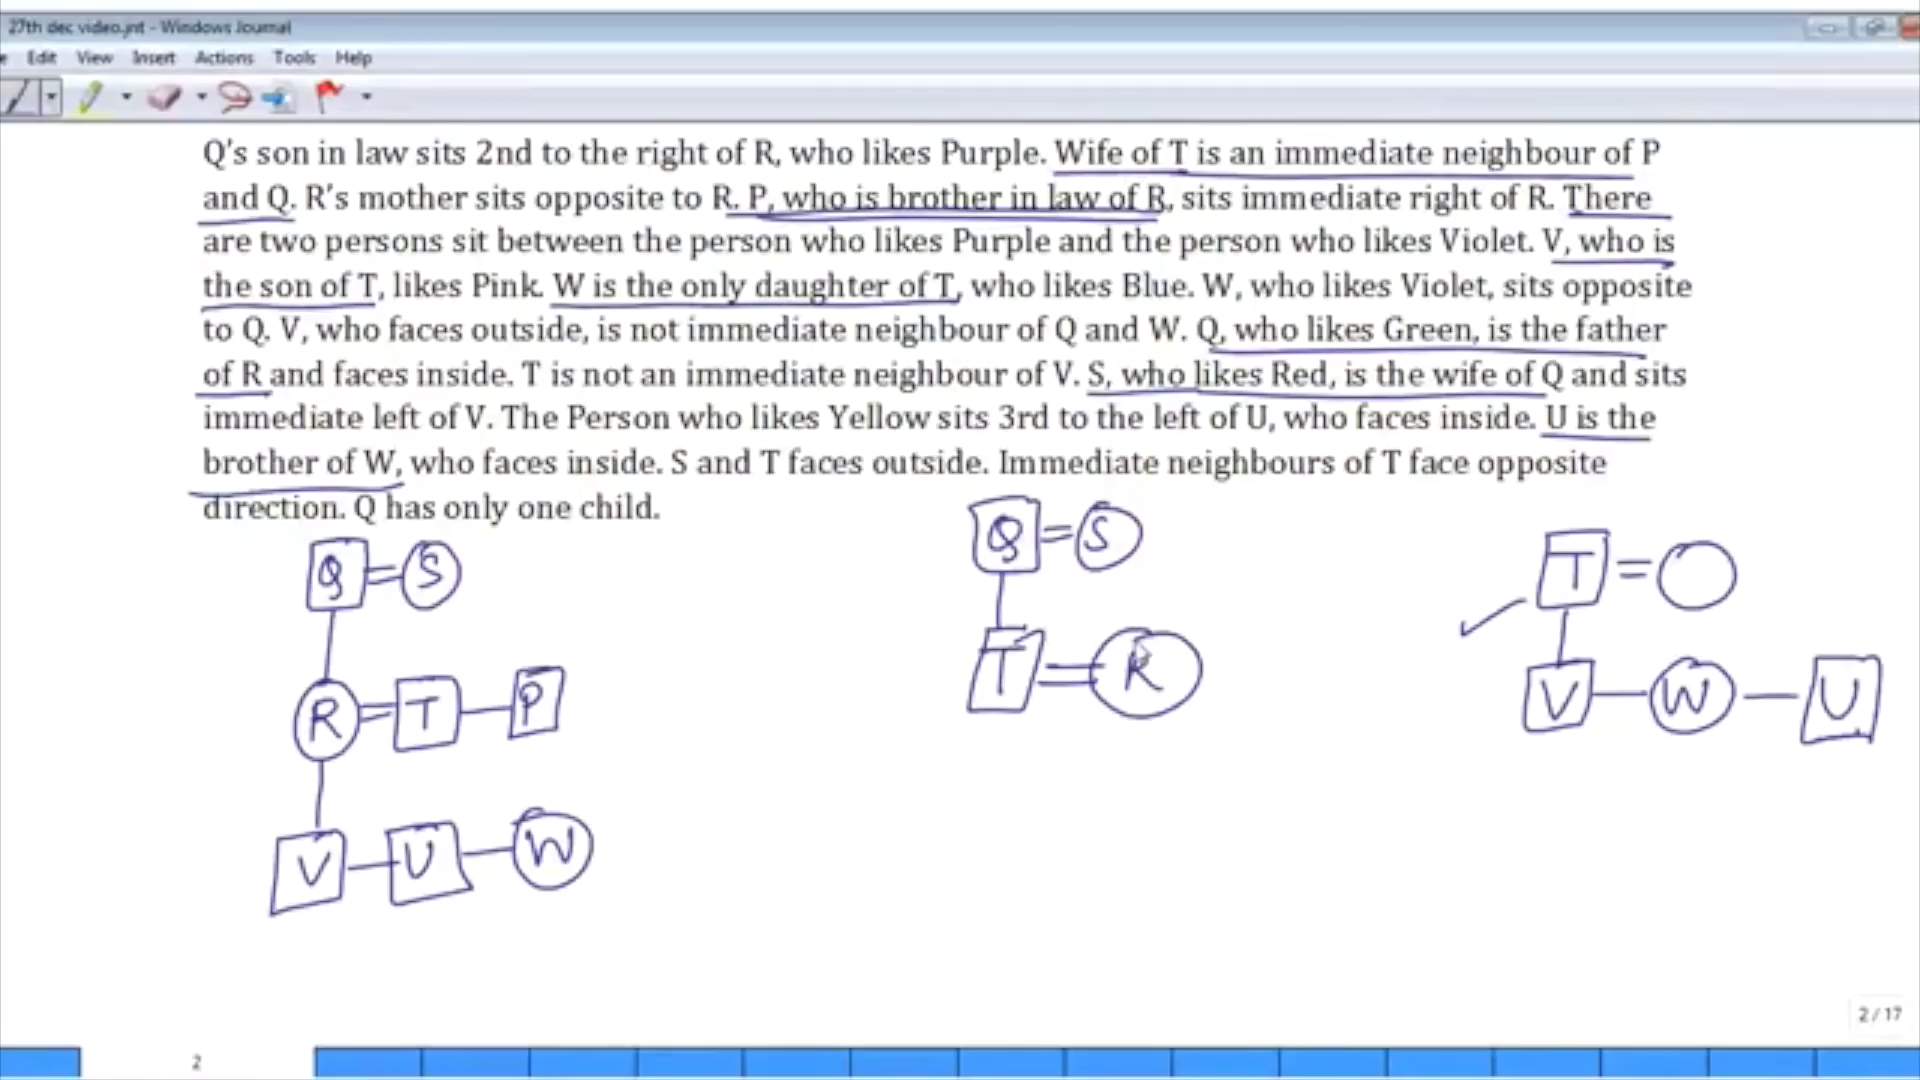 27th dec video.jnt - Windows Journal
e Edit View Insert Actions Tools Help
Q's son in law sits 2nd to the right of R, who likes Purple. Wife of T is an immediate neighbour of P
and Q. R's mother sits opposite to R. P, who is brother in law of R, sits immediate right of R. There
are two persons sit between the person who likes Purple and the person who likes Violet. V, who is
the son of T, likes Pink. W is the only daughter of T, who likes Blue. W, who likes Violet, sits opposite
to Q. V, who faces outside, is not immediate neighbour of Q and W. Q, who likes Green, is the father
of R and faces inside. T is not an immediate neighbour of V. S, who likes Red, is the wife of Q and sits
immediate left of V. The Person who likes Yellow sits 3rd to the left of U, who faces inside. U is the
brother of W, who faces inside. S and T faces outside. Immediate neighbours of T face opposite
direction. Q has only one child.
Q = S
R = T P
V U W
Q = S
T = R
T =
V W U
2 / 17
2